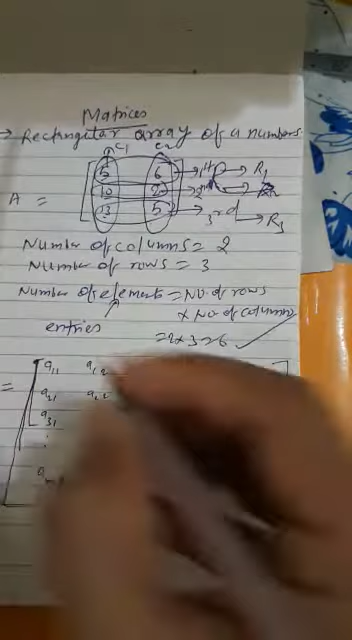 Matrices
→ Rectangular array of a numbers
C1 C2
5 6 → 1st → R1
A = 10 2 → 2nd → R2
13 5 → 3rd → R3
Number of columns = 2
Number of rows = 3
Number of elements = No. of rows
× No of columns
entries
= 2 × 3 = 6
= a11 a12
a21 a22
a31
: